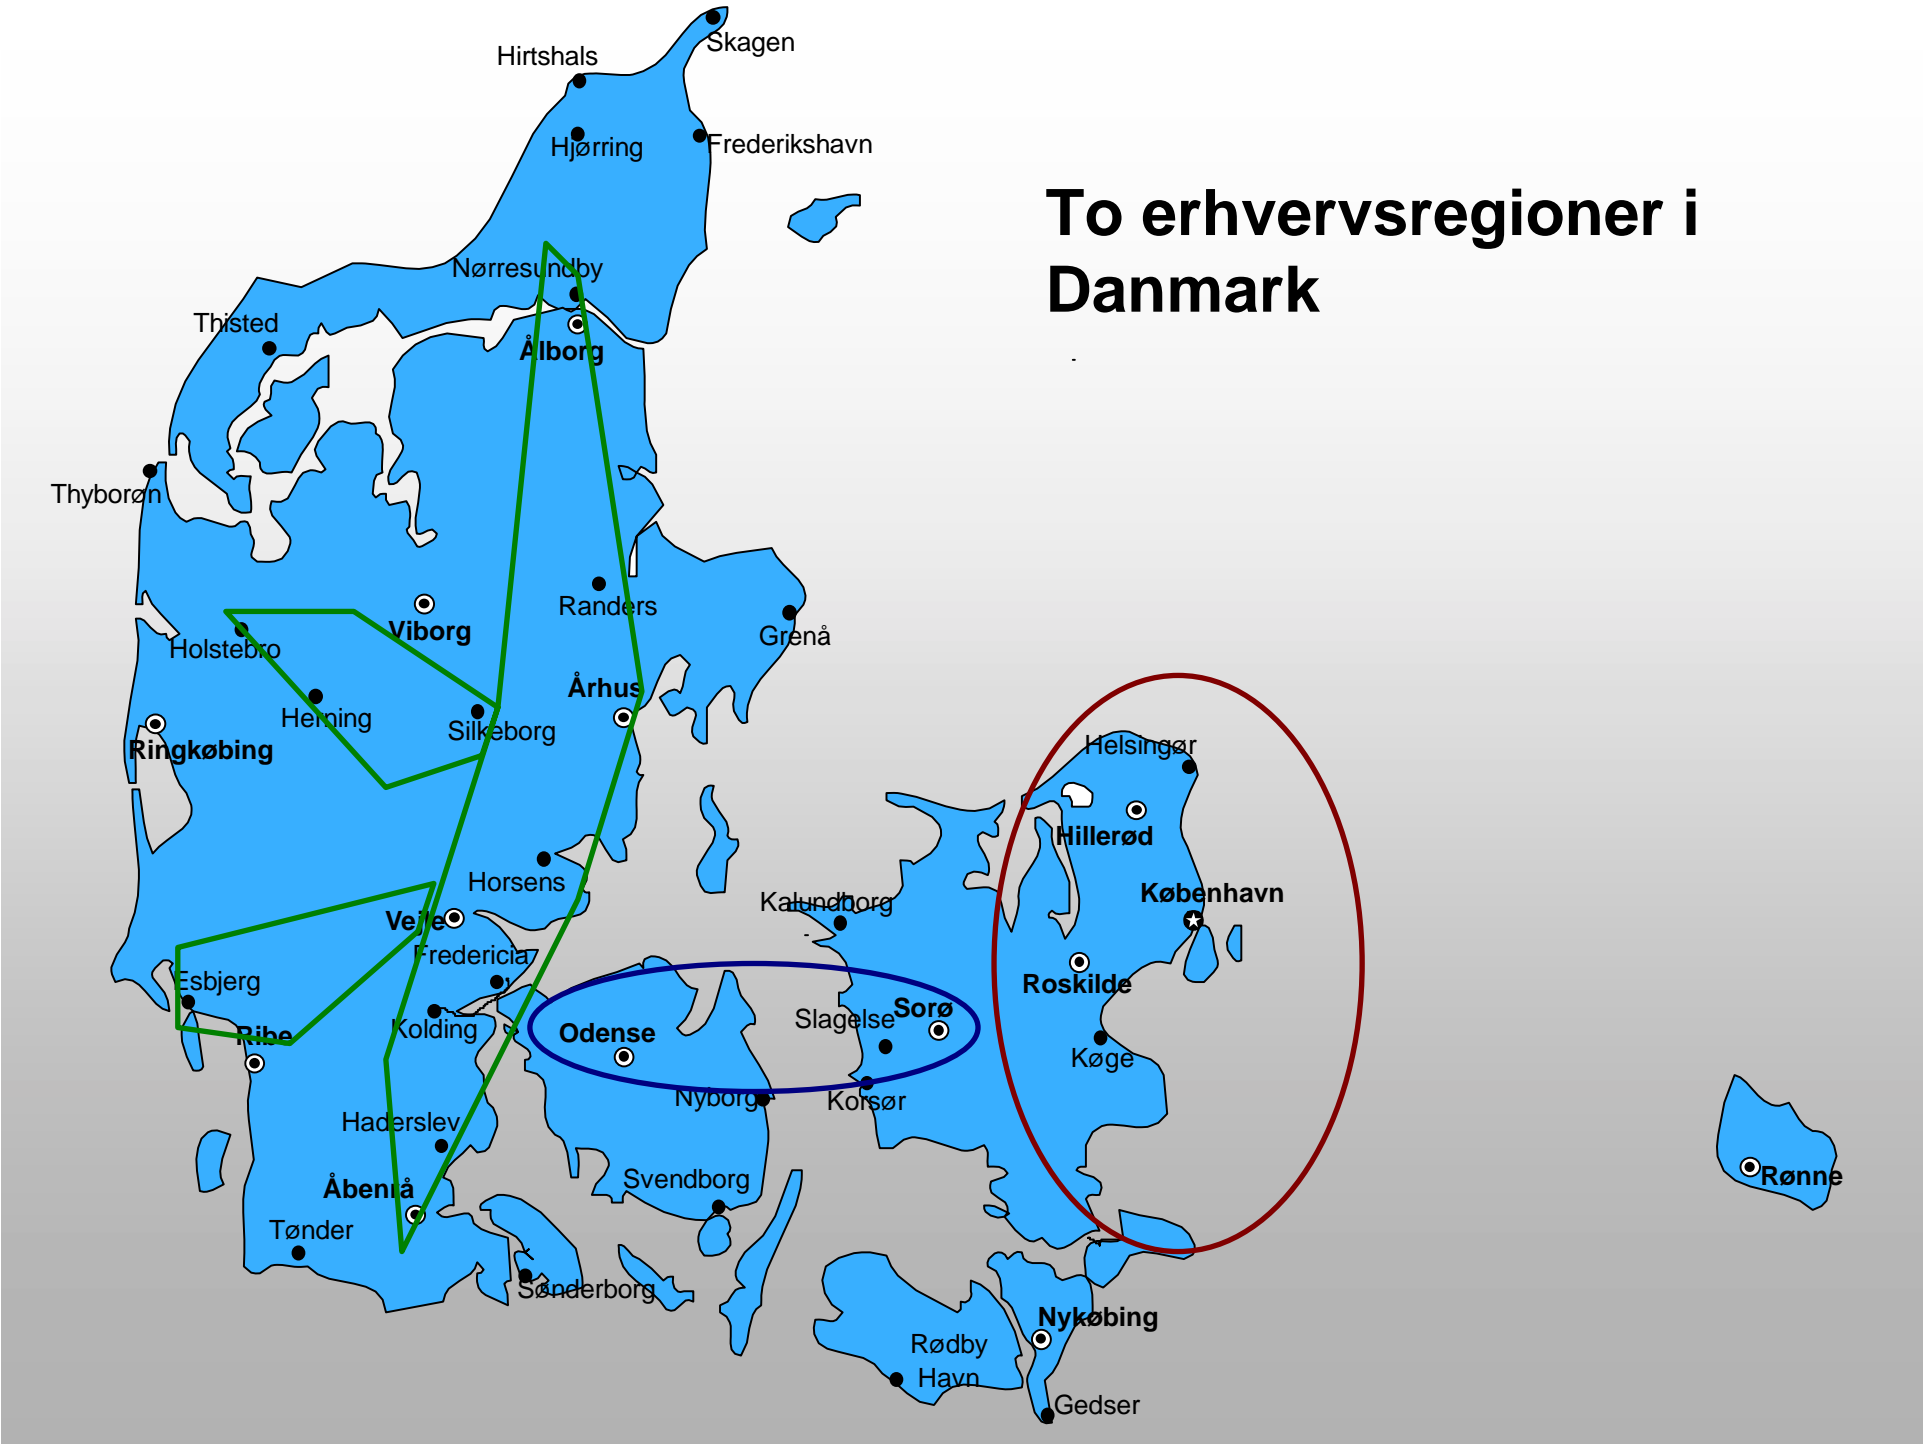 Skagen
Hirtshals
Hjørring
Frederikshavn
To erhvervsregioner i
Danmark
Nørresundby
Thisted
Ålborg
Thyborøn
Randers
Viborg
Grenå
Holstebro
Århus
Herning
Silkeborg
Ringkøbing
Helsingør
Hillerød
Horsens
København
Kalundborg
Vejle
Fredericia
Esbjerg
Roskilde
Sorø
Slagelse
Kolding
Odense
Ribe
Køge
Nyborg
Korsør
Haderslev
Svendborg
Rønne
Åbenrå
Tønder
Sønderborg
Nykøbing
Rødby
Havn
Gedser